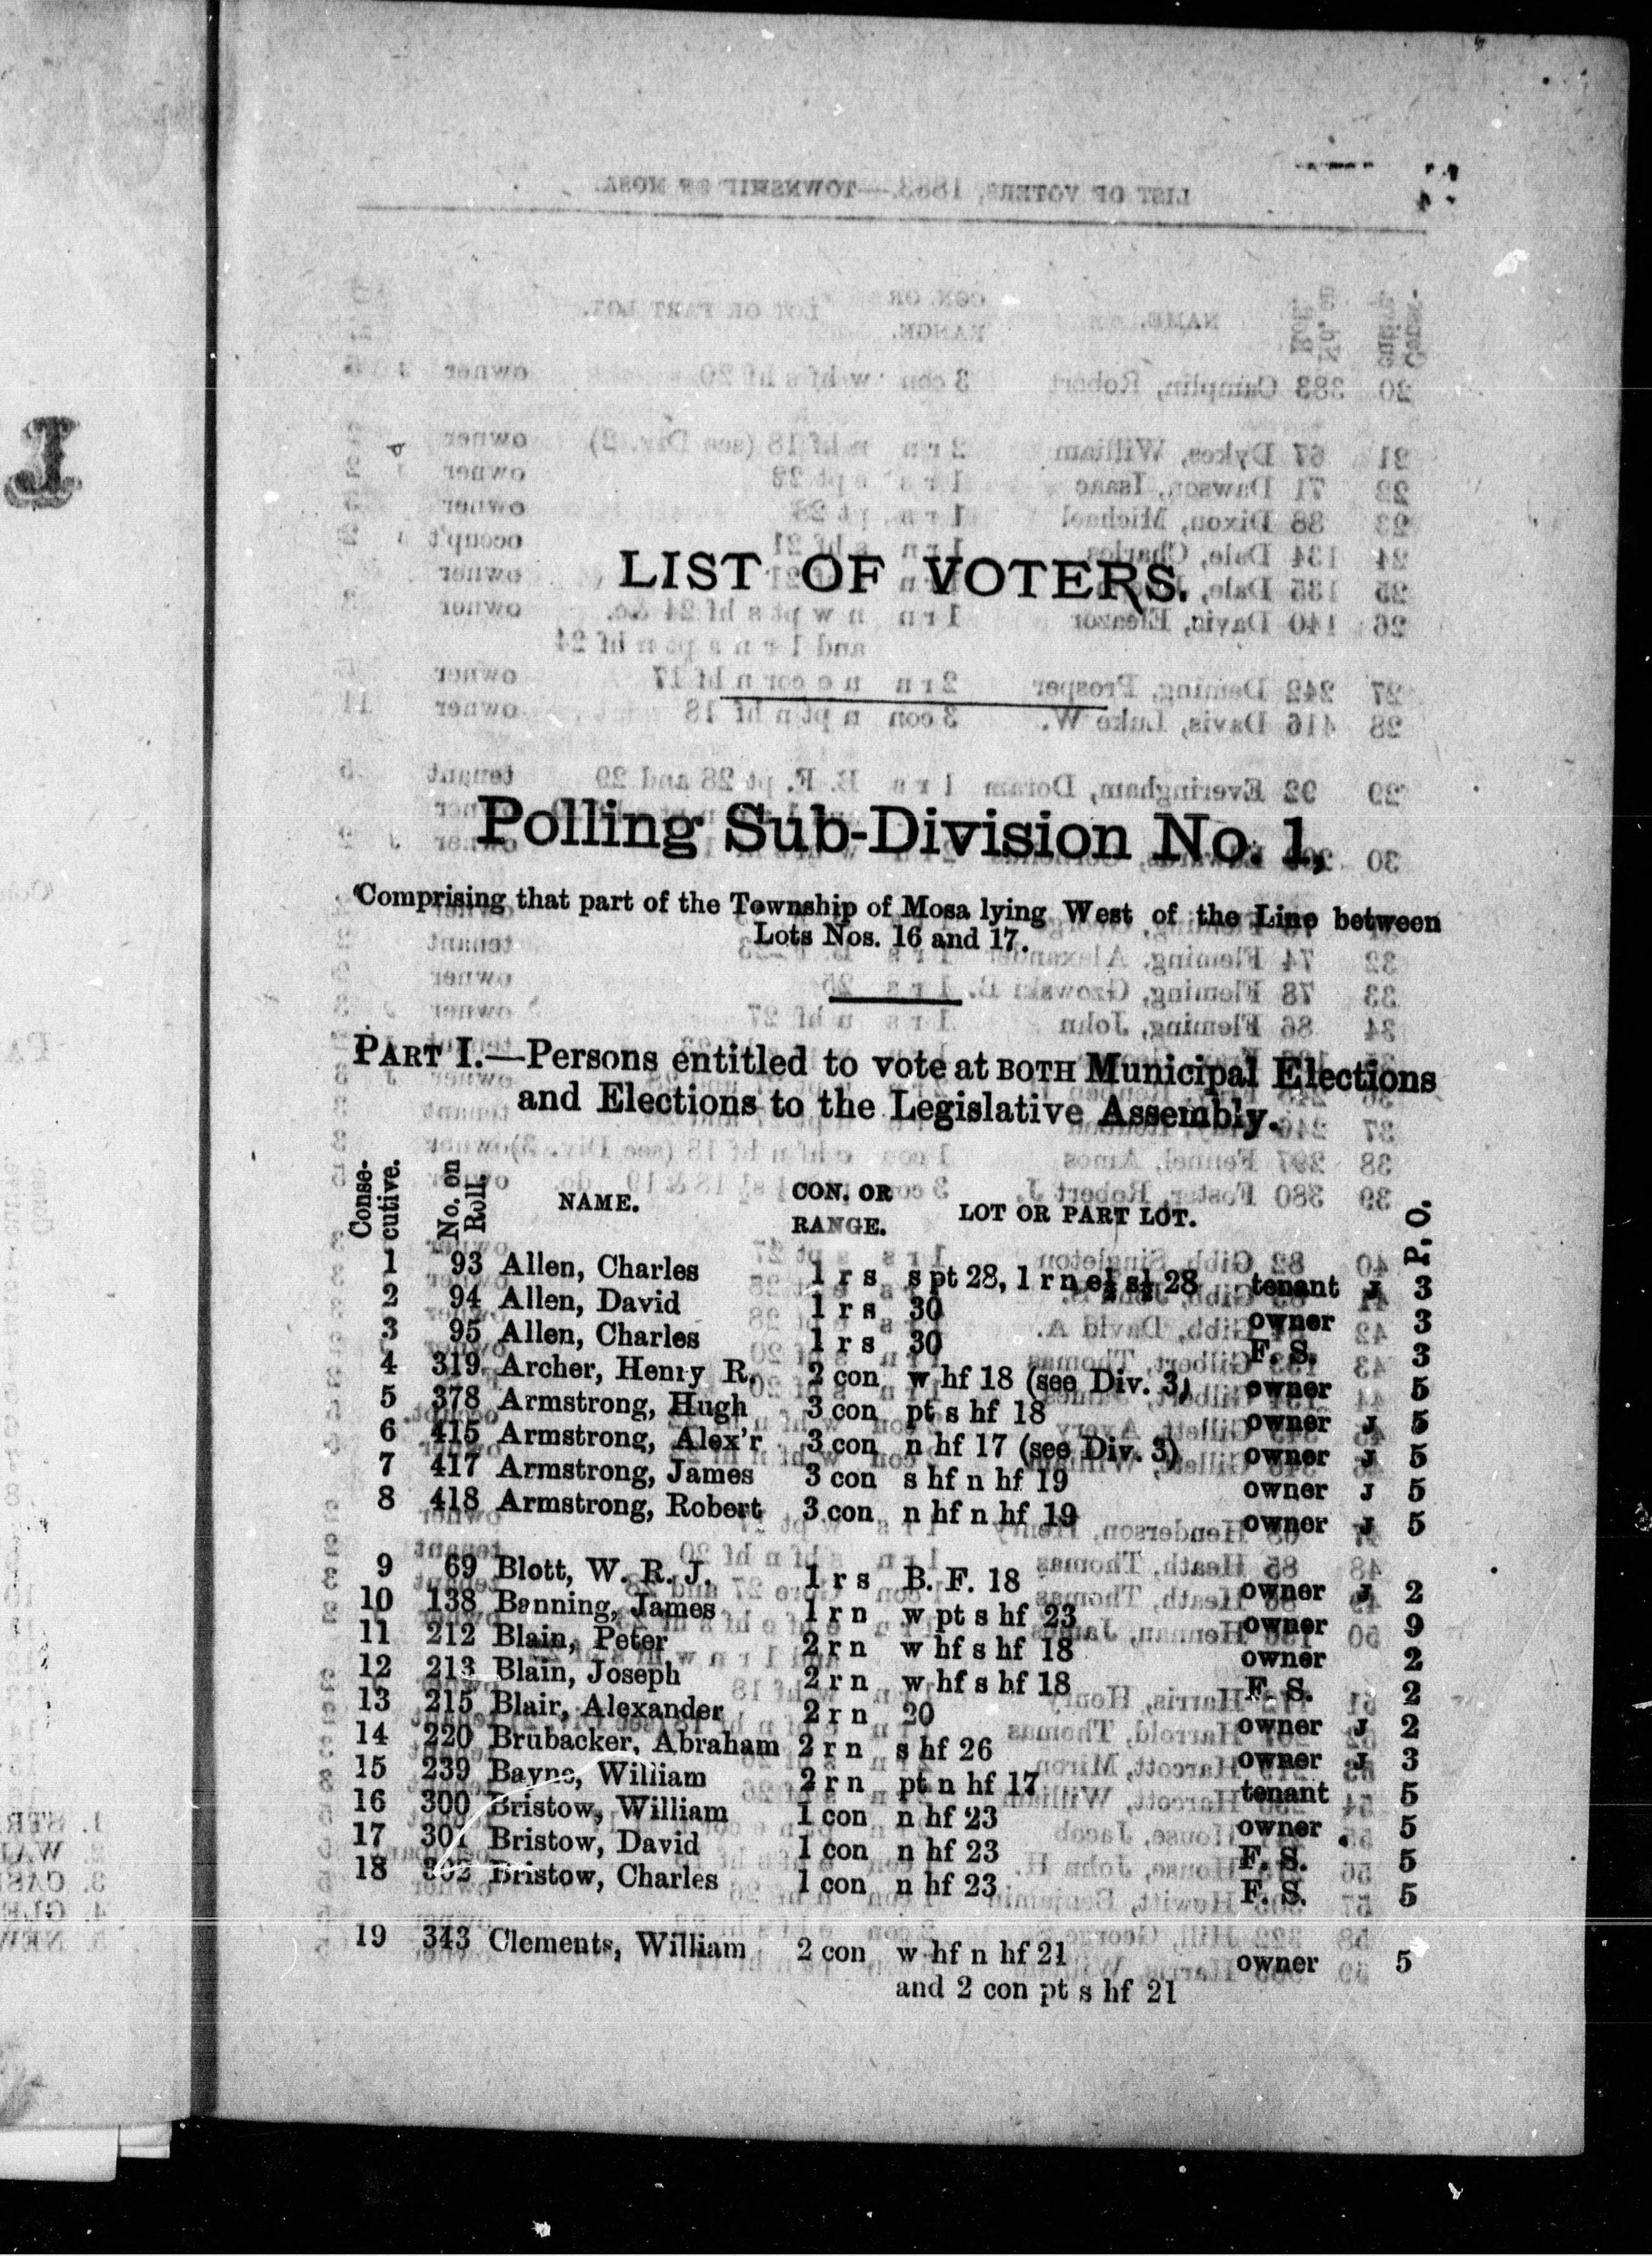 LIST OF VOTERS.
Polling Sub-Division No. 1,
Comprising that part of the Township of Mosa lying West of the Line between
Lots Nos. 16 and 17.
PART I.—Persons entitled to vote at BOTH Municipal Elections
and Elections to the Legislative Assembly.
Conse-cutive. No. on Roll. NAME. CON. OR RANGE. LOT OR PART LOT. P. O.
1 93 Allen, Charles 1 r s s pt 28, 1 r n e½ s½ 28 tenant J 3
2 94 Allen, David 1 r s 30 owner 3
3 95 Allen, Charles 1 r s 30 F. S. 3
4 319 Archer, Henry R. 2 con w hf 18 (see Div. 3) owner 5
5 378 Armstrong, Hugh 3 con pt s hf 18 owner J 5
6 415 Armstrong, Alex'r 3 con n hf 17 (see Div. 3) owner J 5
7 417 Armstrong, James 3 con s hf n hf 19 owner J 5
8 418 Armstrong, Robert 3 con n hf n hf 19 owner J 5
9 69 Blott, W. R. J. 1 r s B. F. 18 owner J 2
10 138 Banning, James 1 r n w pt s hf 23 owner 9
11 212 Blain, Peter 2 r n w hf s hf 18 owner 2
12 213 Blain, Joseph 2 r n w hf s hf 18 F. S. 2
13 215 Blair, Alexander 2 r n 20 owner J 2
14 220 Brubacker, Abraham 2 r n s hf 26 owner J 3
15 239 Bayne, William 2 r n pt n hf 17 tenant 5
16 300 Bristow, William 1 con n hf 23 owner 5
17 301 Bristow, David 1 con n hf 23 F. S. 5
18 302 Bristow, Charles 1 con n hf 23 F. S. 5
19 343 Clements, William 2 con w hf n hf 21 owner 5
and 2 con pt s hf 21